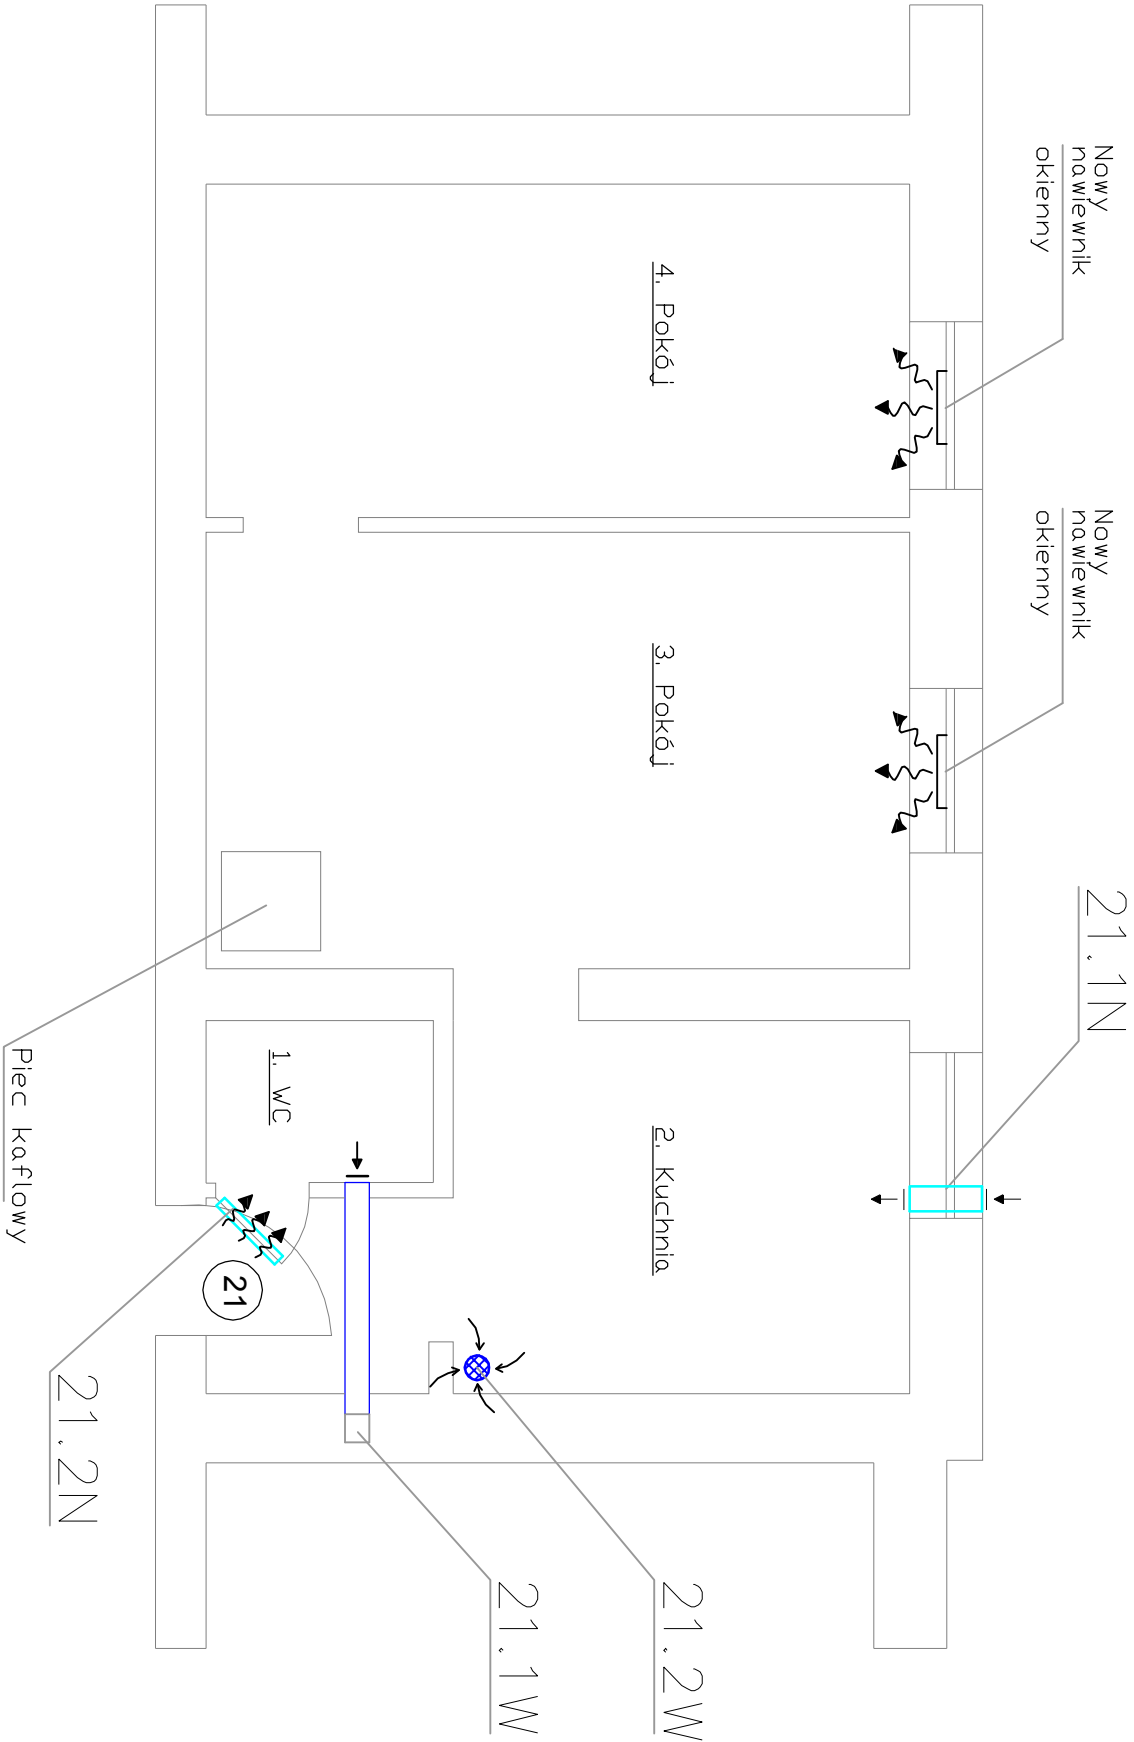 Nowy
nawiewnik
okienny
Nowy
nawiewnik
okienny
21.1N
4. Pokój
3. Pokój
2. Kuchnia
1. WC
21
21.2W
21.1W
21.2N
Piec kaflowy